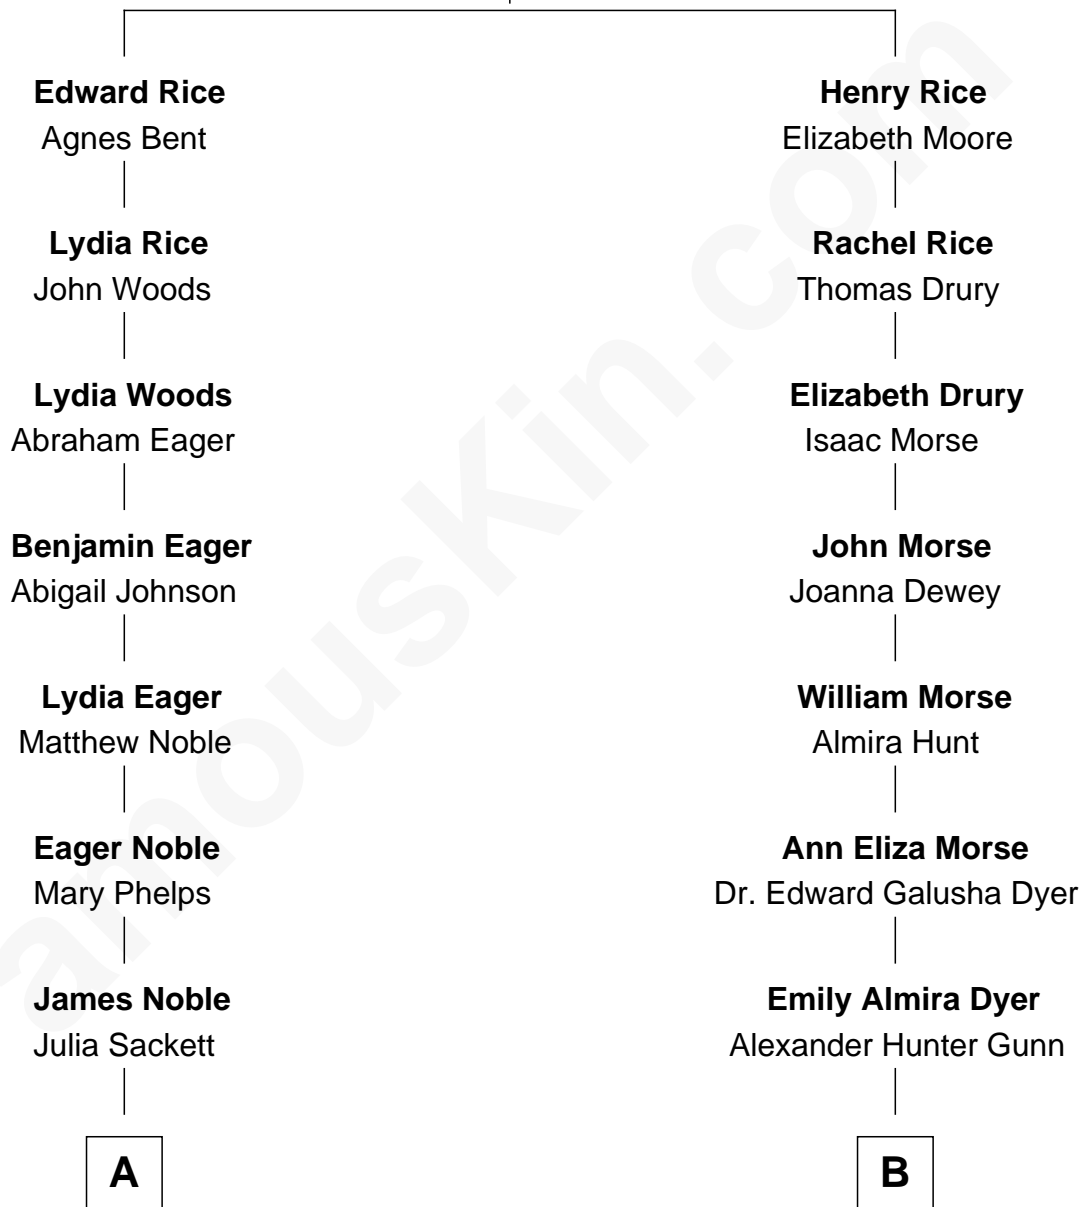 Edward Rice
Agnes Bent
Henry Rice
Elizabeth Moore
Lydia Rice
John Woods
Rachel Rice
Thomas Drury
Lydia Woods
Abraham Eager
Elizabeth Drury
Isaac Morse
Benjamin Eager
Abigail Johnson
John Morse
Joanna Dewey
Lydia Eager
Matthew Noble
William Morse
Almira Hunt
Eager Noble
Mary Phelps
Ann Eliza Morse
Dr. Edward Galusha Dyer
James Noble
Julia Sackett
Emily Almira Dyer
Alexander Hunter Gunn
A
B
amousKin.com